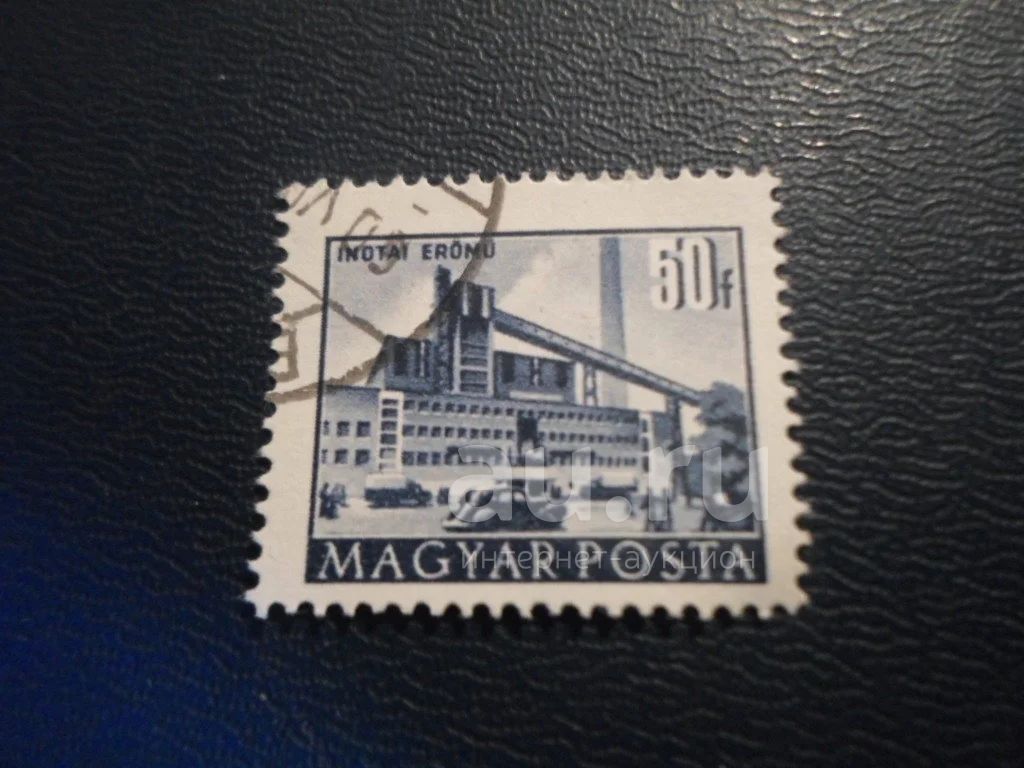 INOTAI ERŐMŰ
50f
MAGYAR POSTA
au.ru
интернет-аукцион